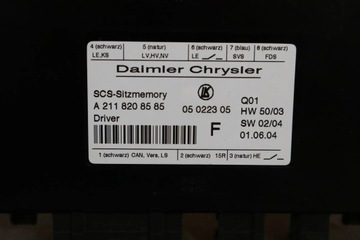 4 (schwarz) 5 (natur) 6 (schwarz) 7 (blau) 8 (schwarz)
LE,KS LV,HV,NV LE SVS FDS
Daimler Chrysler
SCS-Sitzmemory Q01
A 211 820 85 85 05 0223 05 HW 50/03
Driver SW 02/04
F 01.06.04
1 (schwarz) CAN, Vers, LS 2 (schwarz) 15R 3 (natur) HE